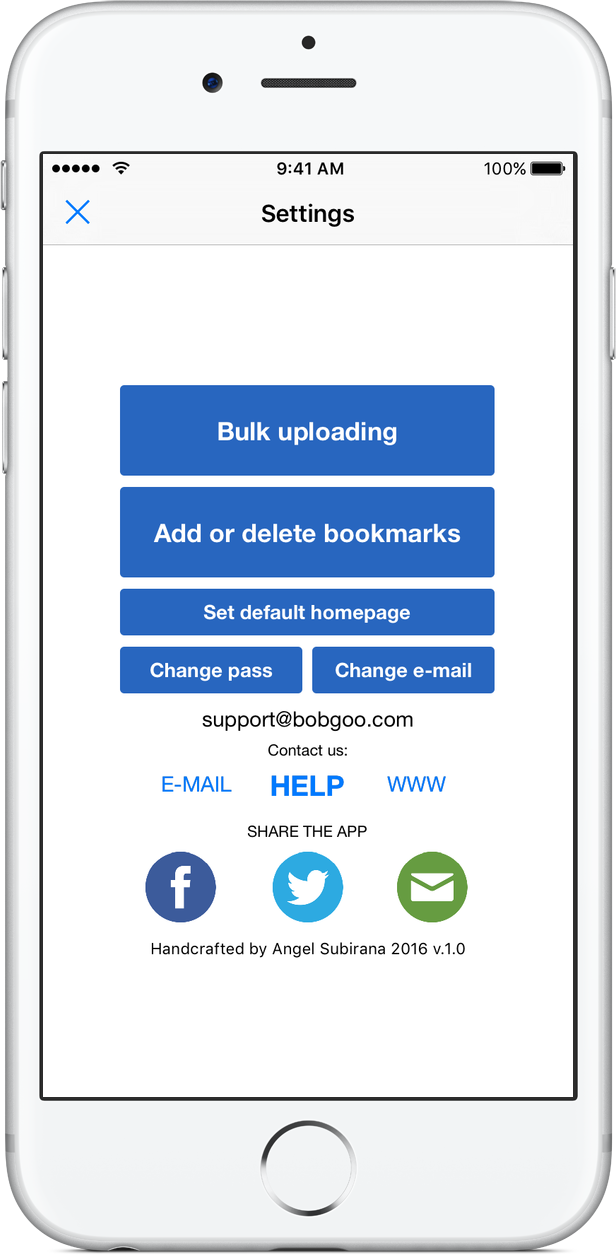 9:41 AM 100%
Settings
Bulk uploading
Add or delete bookmarks
Set default homepage
Change pass Change e-mail
support@bobgoo.com
Contact us:
E-MAIL HELP WWW
SHARE THE APP
Handcrafted by Angel Subirana 2016 v.1.0